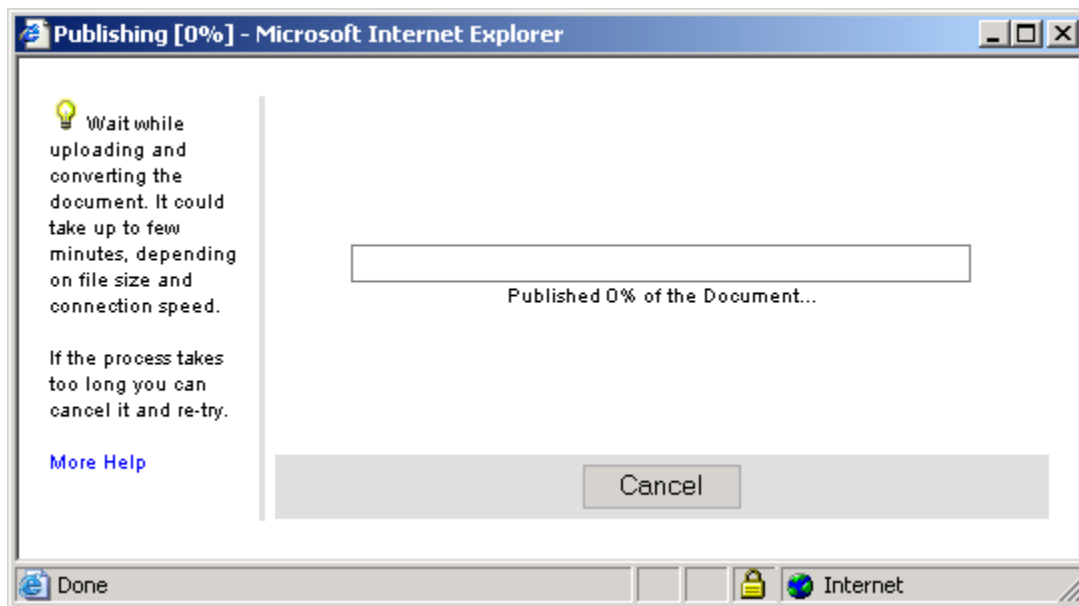 Publishing [0%] - Microsoft Internet Explorer
Wait while
uploading and
converting the
document. It could
take up to few
minutes, depending
on file size and
connection speed.
If the process takes
too long you can
cancel it and re-try.
More Help
Published 0% of the Document...
Cancel
Done
Internet